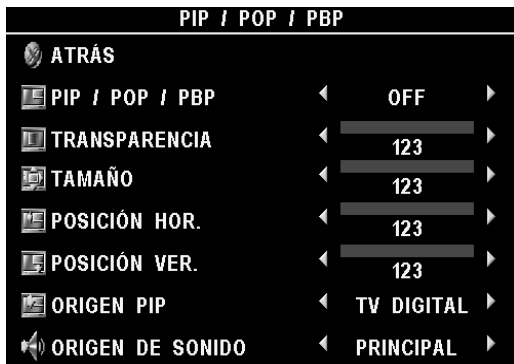 PIP / POP / PBP
ATRÁS
PIP / POP / PBP OFF
TRANSPARENCIA 123
TAMAÑO 123
POSICIÓN HOR. 123
POSICIÓN VER. 123
ORIGEN PIP TV DIGITAL
ORIGEN DE SONIDO PRINCIPAL